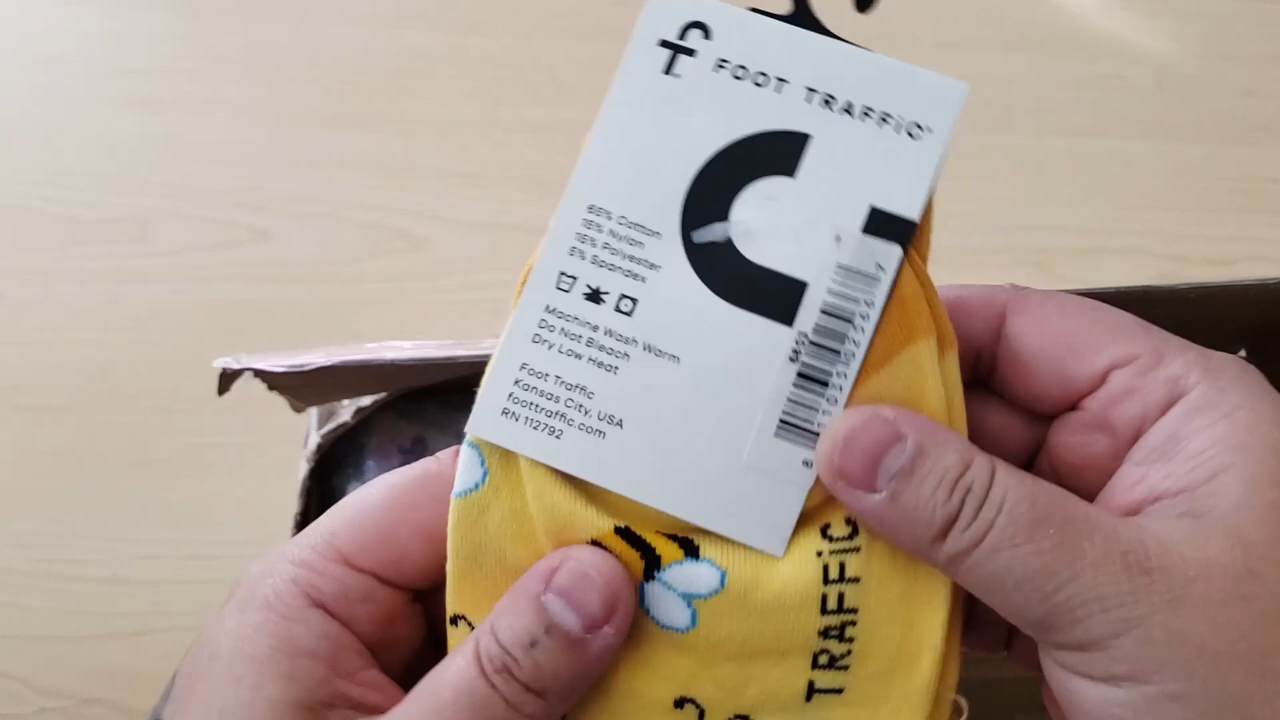 FOOT TRAFFiC
65% Cotton
15% Nylon
15% Polyester
5% Spandex
Machine Wash Warm
Do Not Bleach
Dry Low Heat
Foot Traffic
Kansas City, USA
foottraffic.com
RN 112792
TRAFFiC